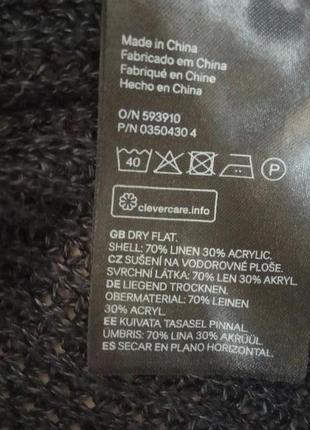 Made in China
Fabricado em China
Fabriqué en Chine
Hecho en China
O/N 593910
P/N 0350430 4
40 P
clevercare.info
GB DRY FLAT.
SHELL: 70% LINEN 30% ACRYLIC.
CZ SUŠENÍ NA VODOROVNÉ PLOŠE.
SVRCHNÍ LÁTKA: 70% LEN 30% AKRYL.
DE LIEGEND TROCKNEN.
OBERMATERIAL: 70% LEINEN
30% ACRYL.
EE KUIVATA TASASEL PINNAL.
ÜMBRIS: 70% LINA 30% AKRÜÜL.
ES SECAR EN PLANO HORIZONTAL.